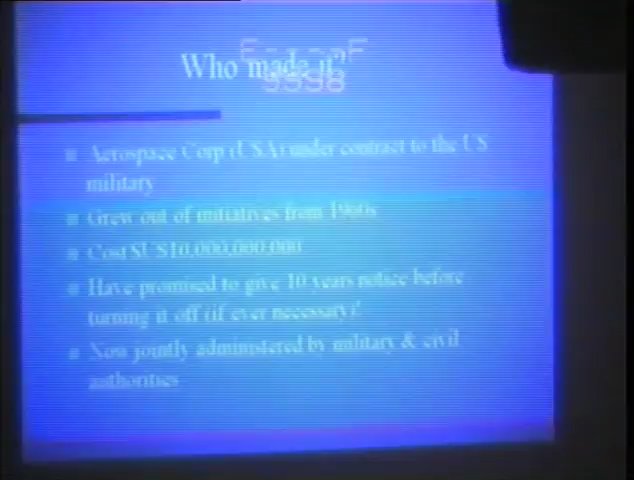 Who made it?
9998
Aerospace Corp (USA) under contract to the US
military
Grew out of initiatives from 1960s
Cost $US10,000,000,000
Have promised to give 10 years notice before
turning it off (if ever necessary)!
Now jointly administered by military & civil
authorities